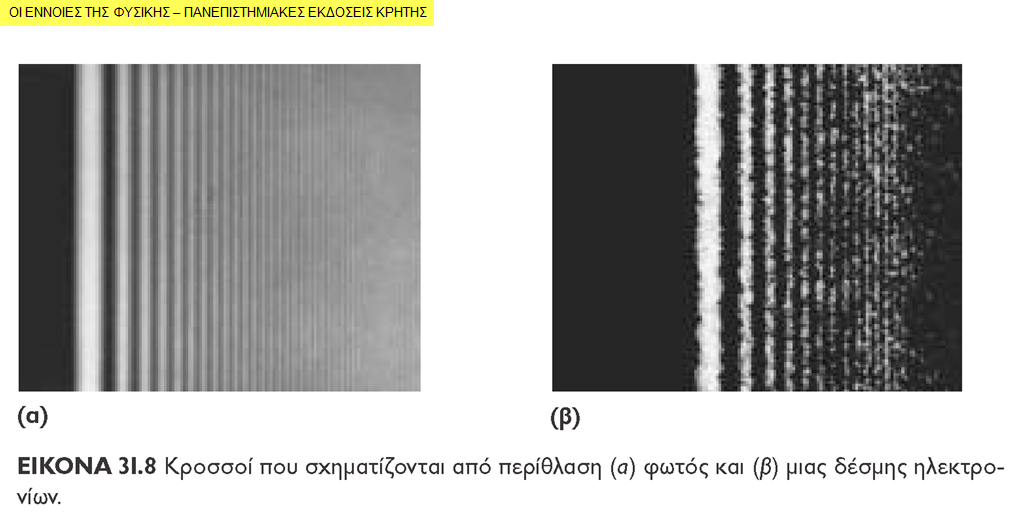 ΟΙ ΕΝΝΟΙΕΣ ΤΗΣ ΦΥΣΙΚΗΣ – ΠΑΝΕΠΙΣΤΗΜΙΑΚΕΣ ΕΚΔΟΣΕΙΣ ΚΡΗΤΗΣ
(α)
(β)
ΕΙΚΟΝΑ 31.8 Κροσσοί που σχηματίζονται από περίθλαση (α) φωτός και (β) μιας δέσμης ηλεκτρο-
νίων.